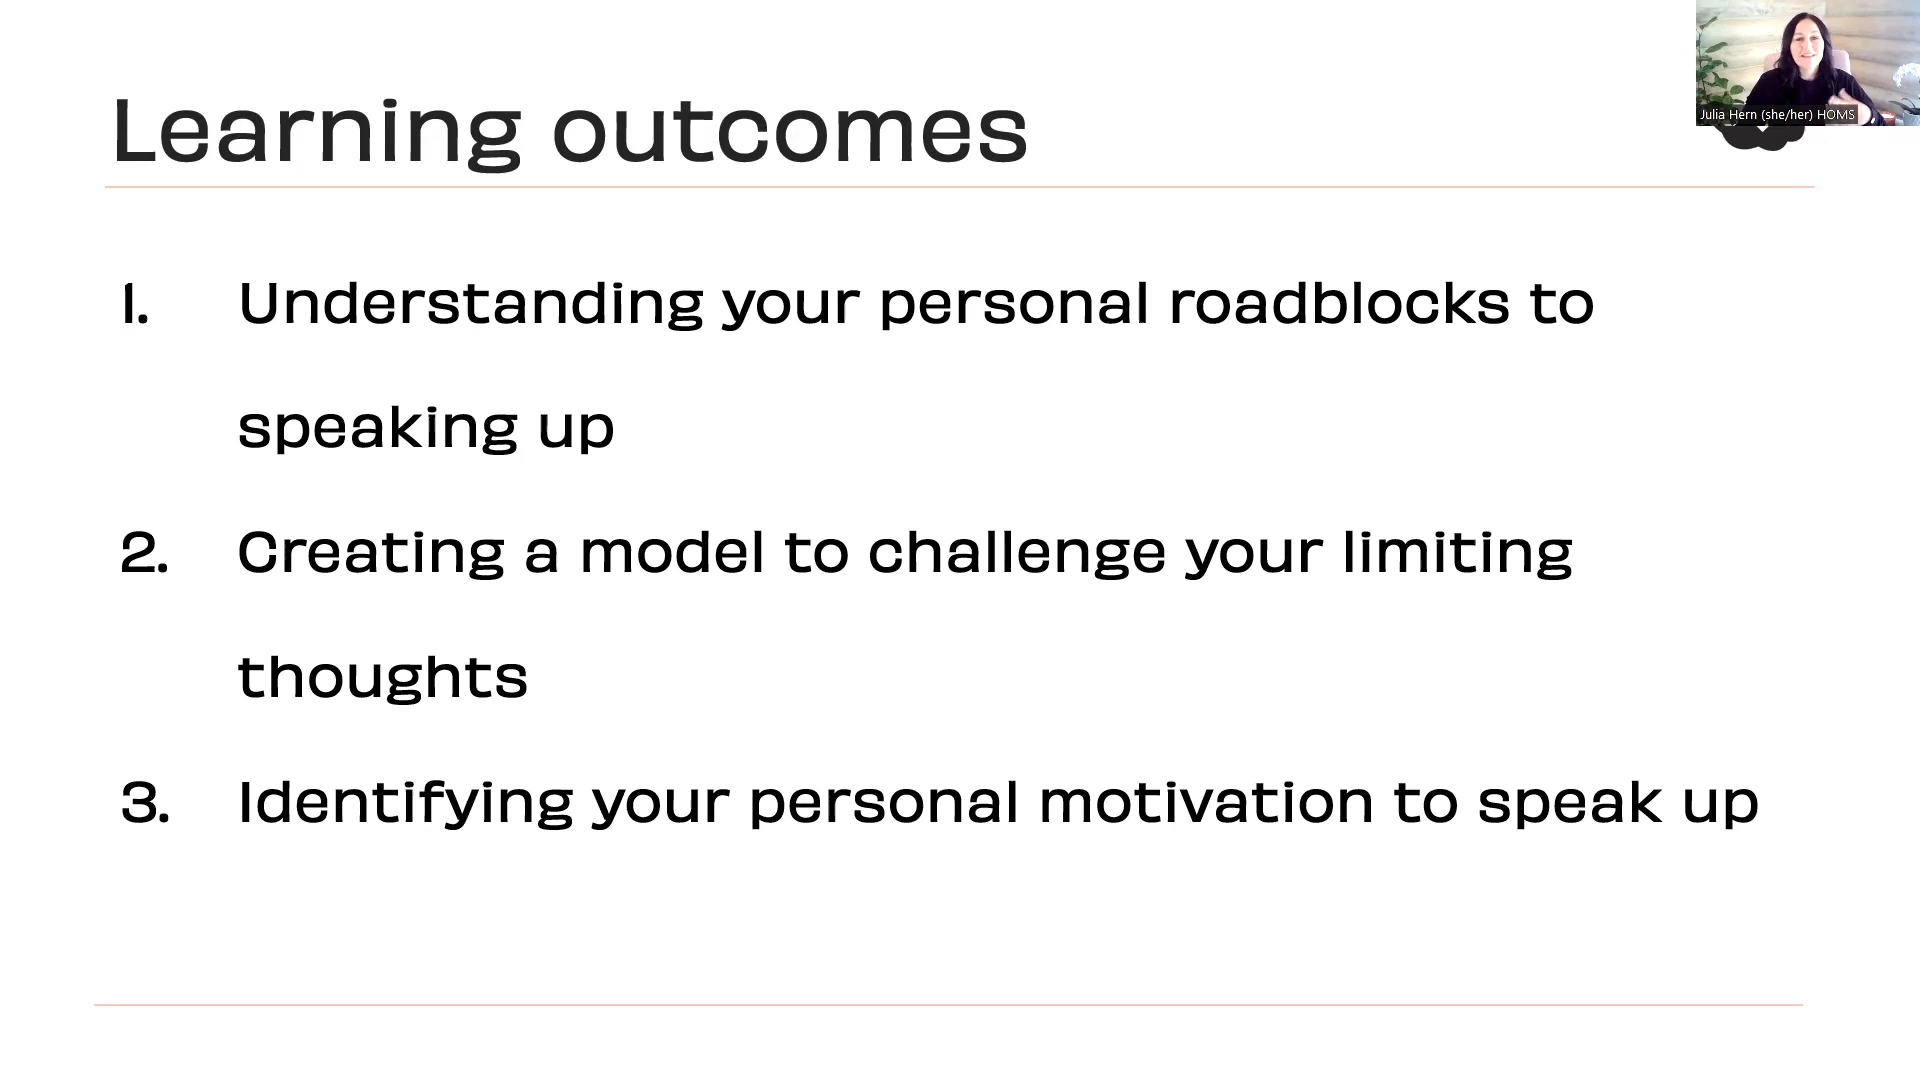 Julia Hern (she/her) HOMS
Learning outcomes
1. Understanding your personal roadblocks to
speaking up
2. Creating a model to challenge your limiting
thoughts
3. Identifying your personal motivation to speak up